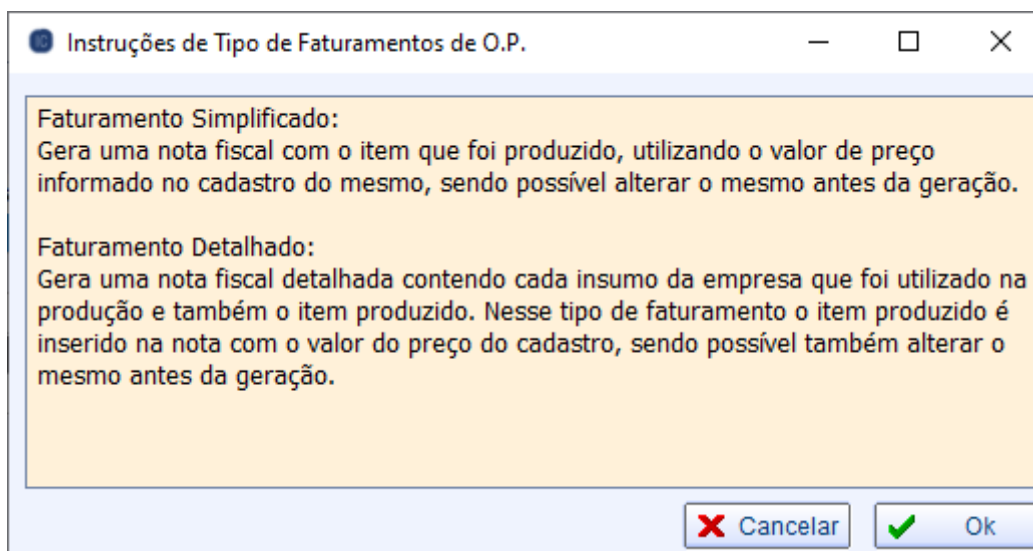 Instruções de Tipo de Faturamentos de O.P.
Faturamento Simplificado:
Gera uma nota fiscal com o item que foi produzido, utilizando o valor de preço
informado no cadastro do mesmo, sendo possível alterar o mesmo antes da geração.
Faturamento Detalhado:
Gera uma nota fiscal detalhada contendo cada insumo da empresa que foi utilizado na
produção e também o item produzido. Nesse tipo de faturamento o item produzido é
inserido na nota com o valor do preço do cadastro, sendo possível também alterar o
mesmo antes da geração.
Cancelar Ok